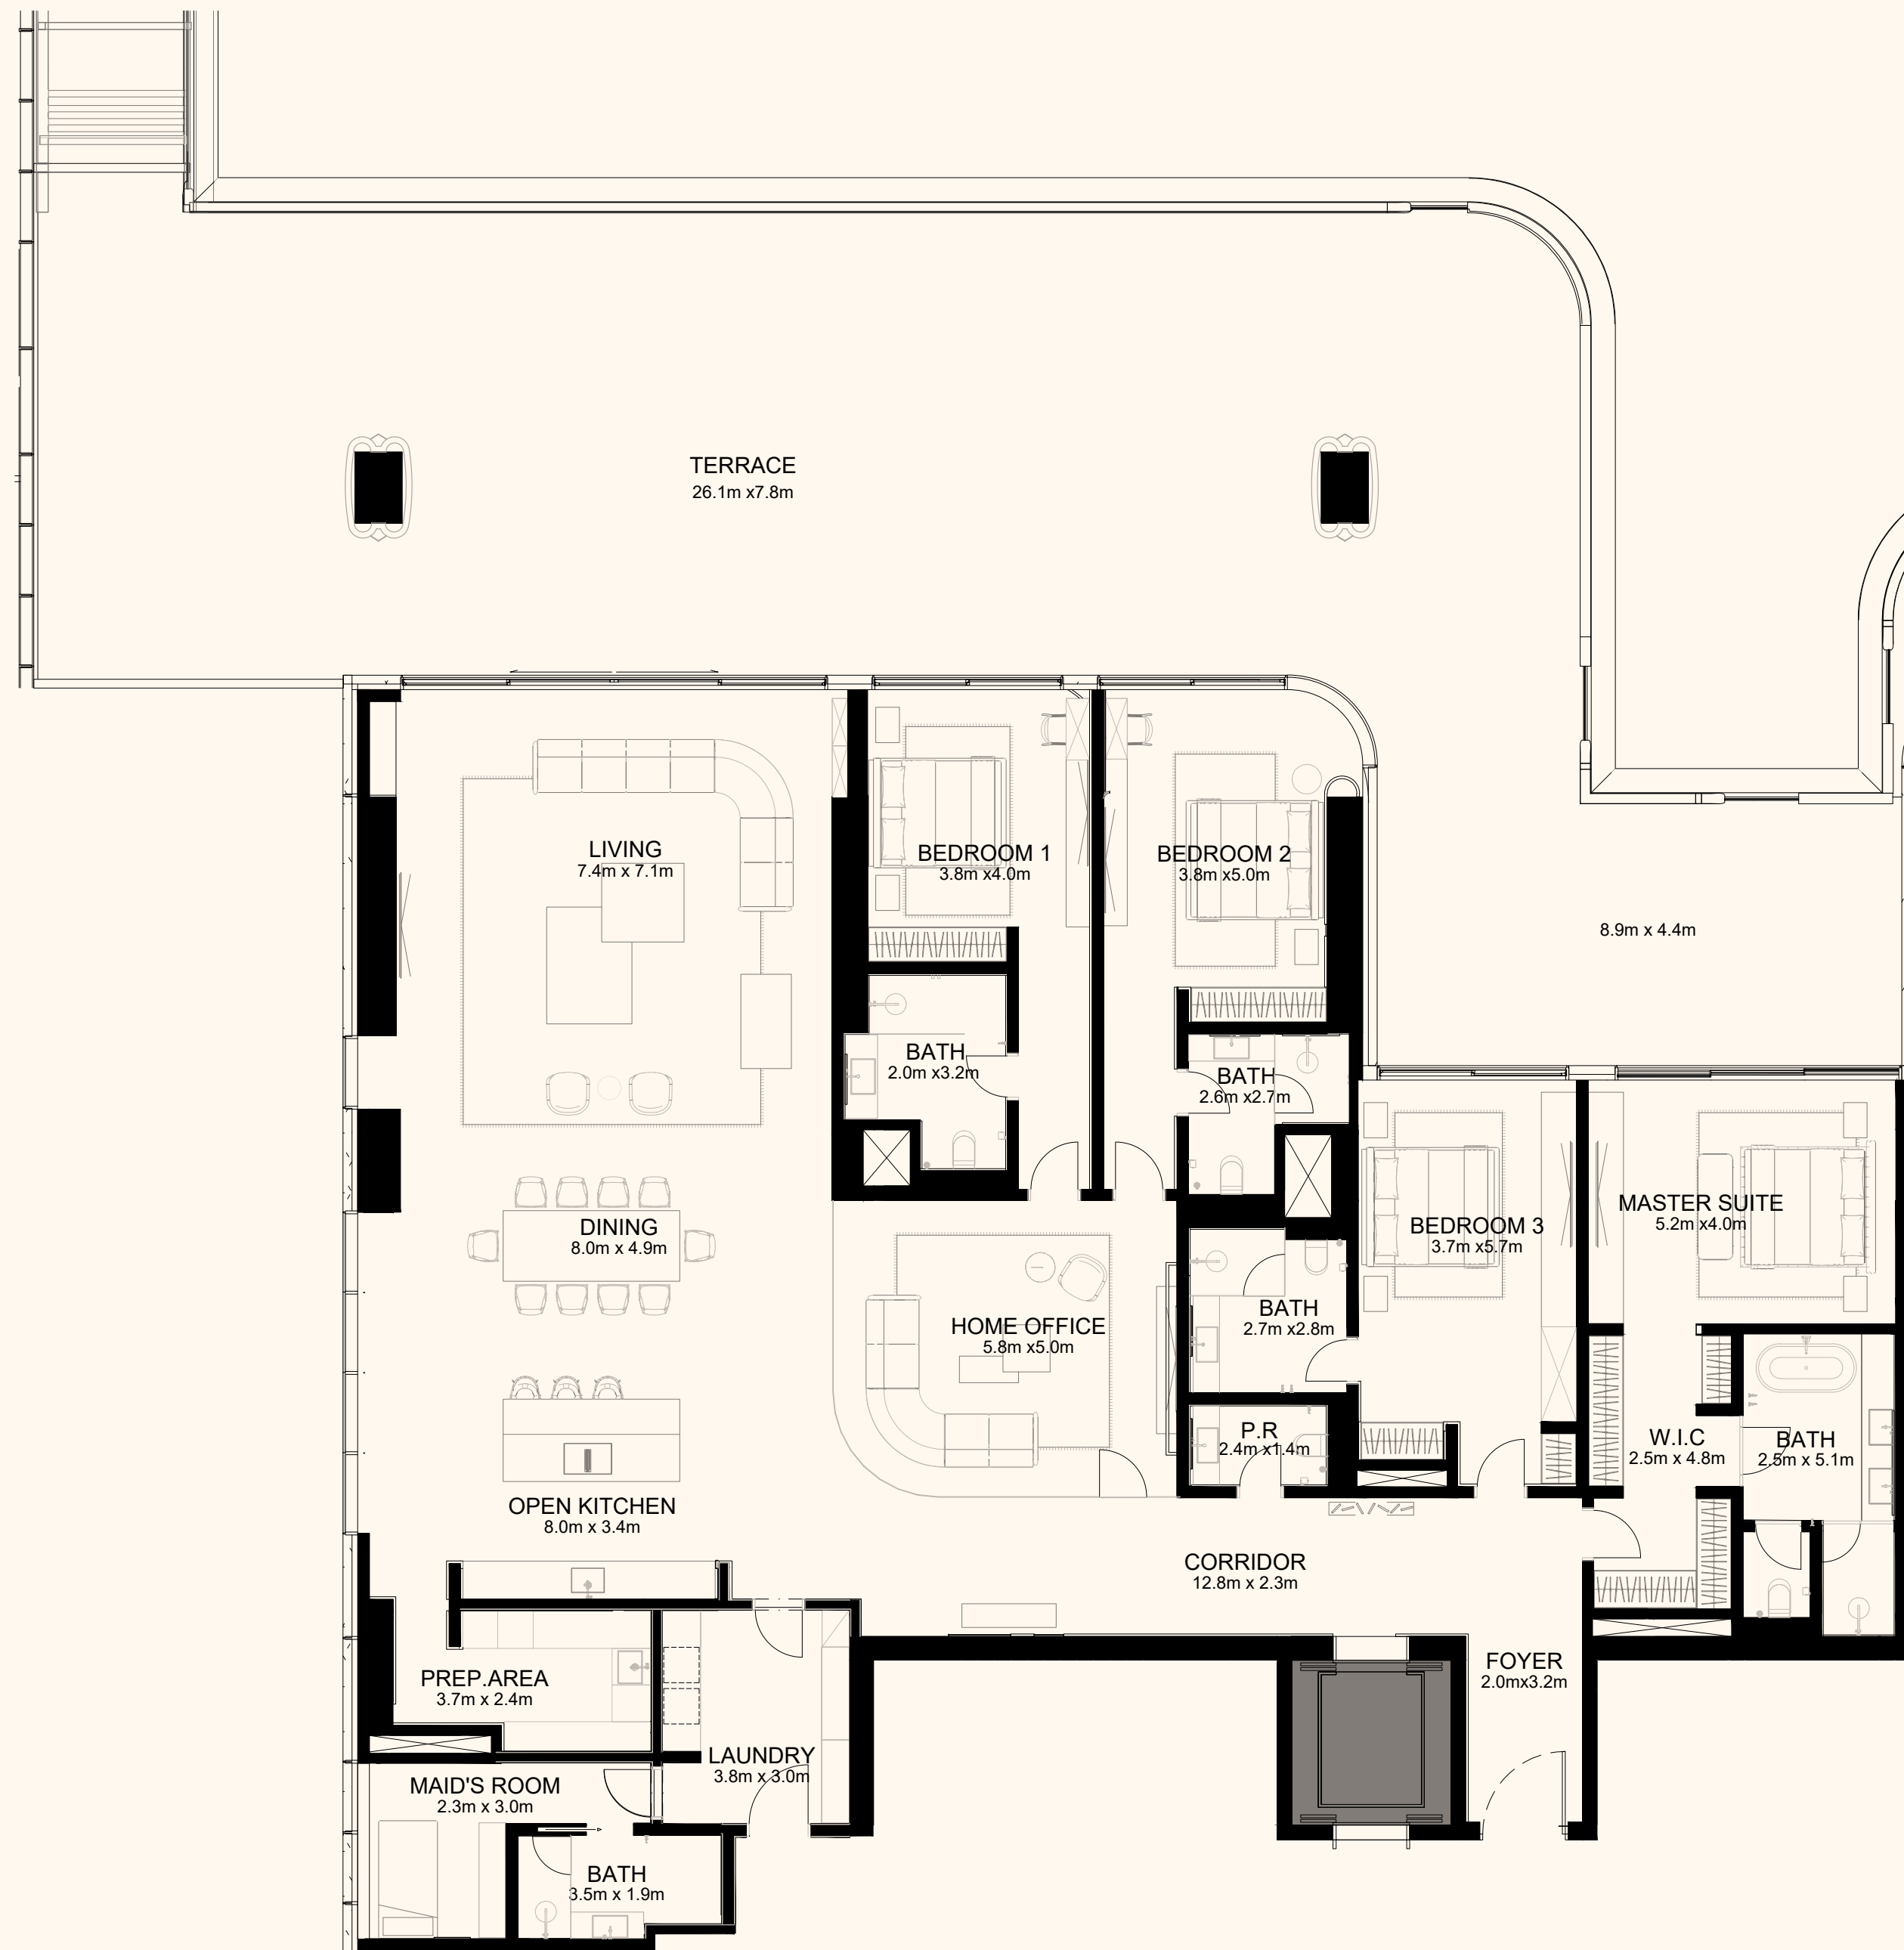 TERRACE
26.1m x7.8m
LIVING
7.4m x 7.1m
BEDROOM 1
3.8m x4.0m
BEDROOM 2
3.8m x5.0m
8.9m x 4.4m
BATH
2.0m x3.2m
BATH
2.6m x2.7m
MASTER SUITE
5.2m x4.0m
DINING
8.0m x 4.9m
BEDROOM 3
3.7m x5.7m
HOME OFFICE
5.8m x5.0m
BATH
2.7m x2.8m
P.R
2.4m x1.4m
W.I.C
2.5m x 4.8m
BATH
2.5m x 5.1m
OPEN KITCHEN
8.0m x 3.4m
CORRIDOR
12.8m x 2.3m
FOYER
2.0mx3.2m
PREP.AREA
3.7m x 2.4m
LAUNDRY
3.8m x 3.0m
MAID'S ROOM
2.3m x 3.0m
BATH
3.5m x 1.9m